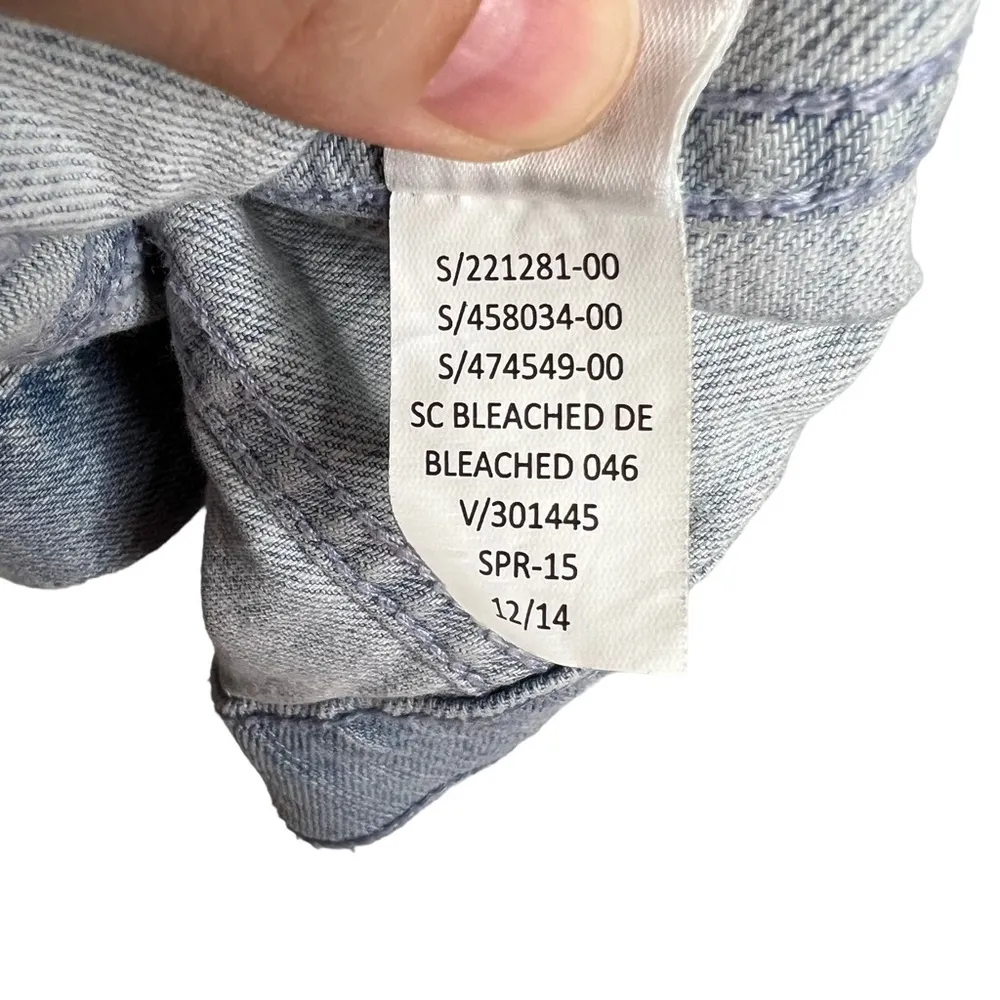 S/221281-00
S/458034-00
S/474549-00
SC BLEACHED DE
BLEACHED 046
V/301445
SPR-15
12/14